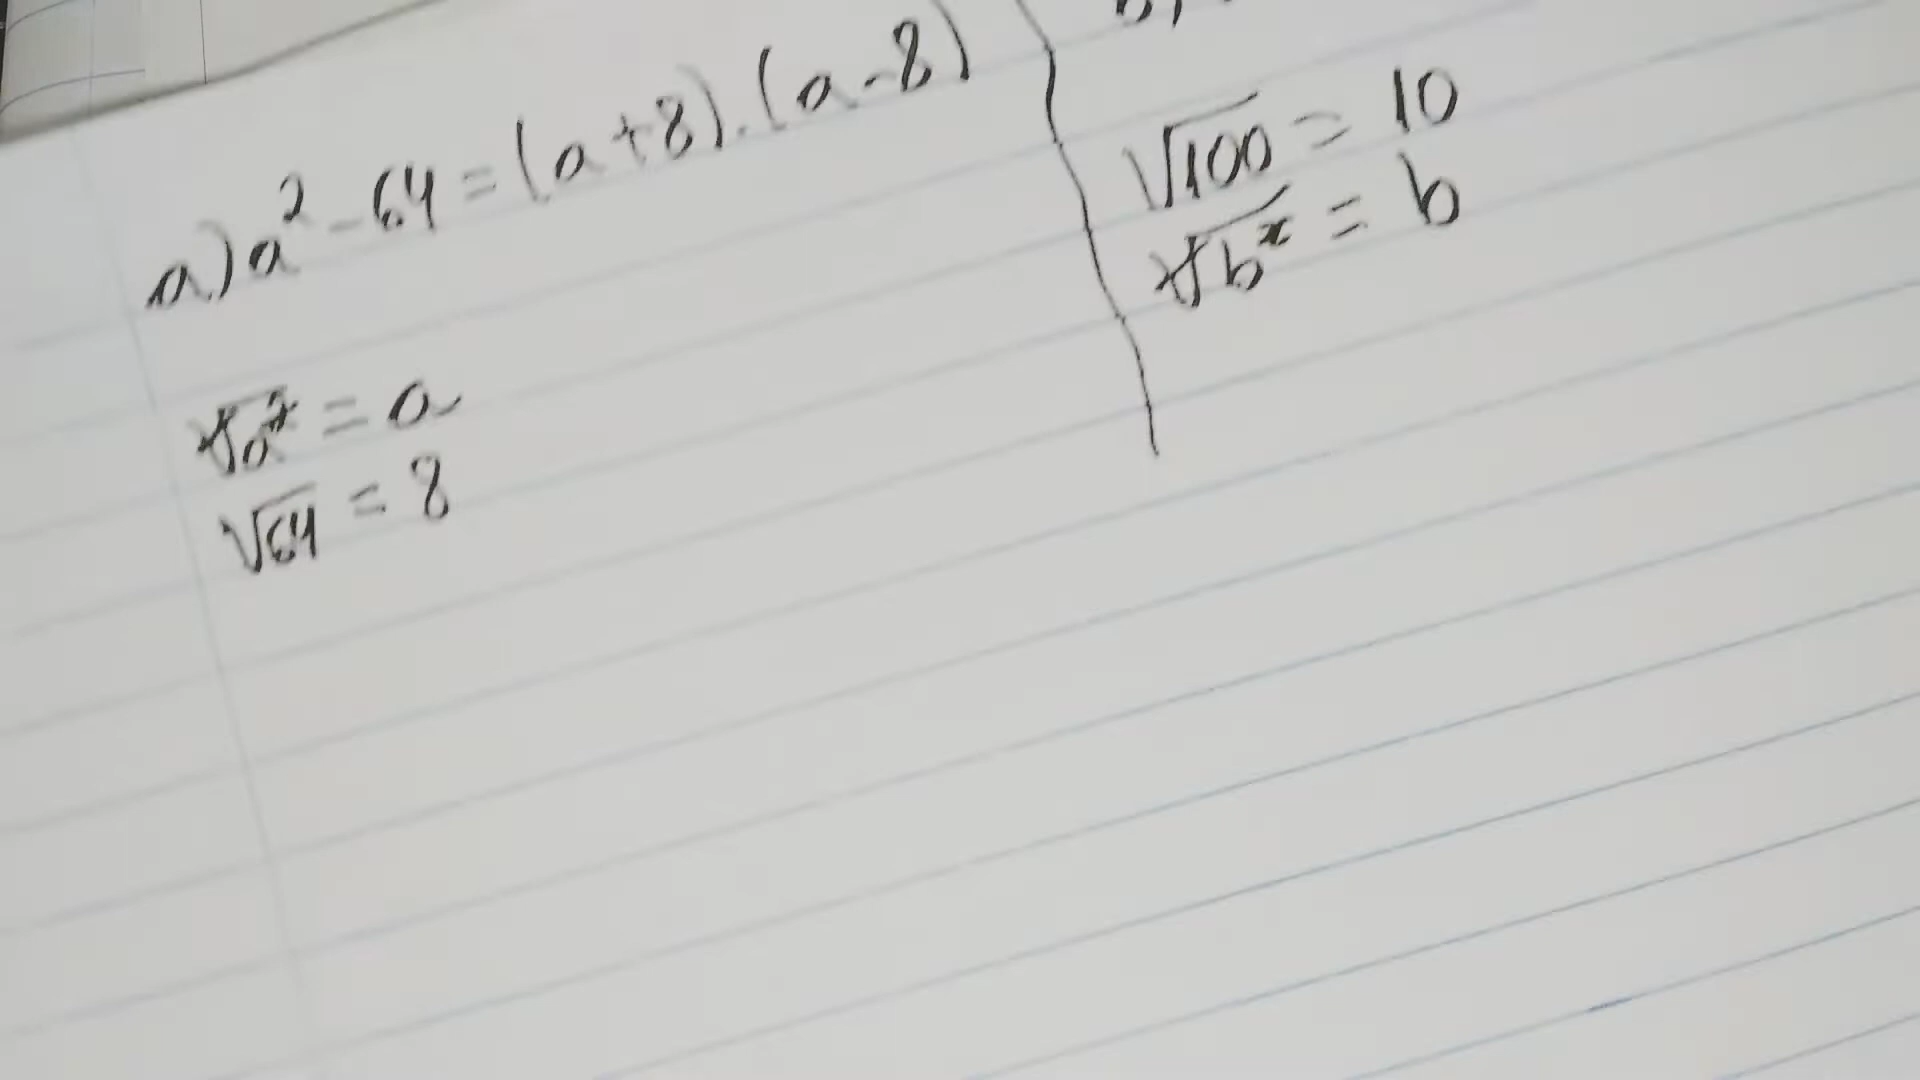 a) a² - 64 = (a + 8) . (a - 8)
√a² = a
√64 = 8
√100 = 10
√b² = b